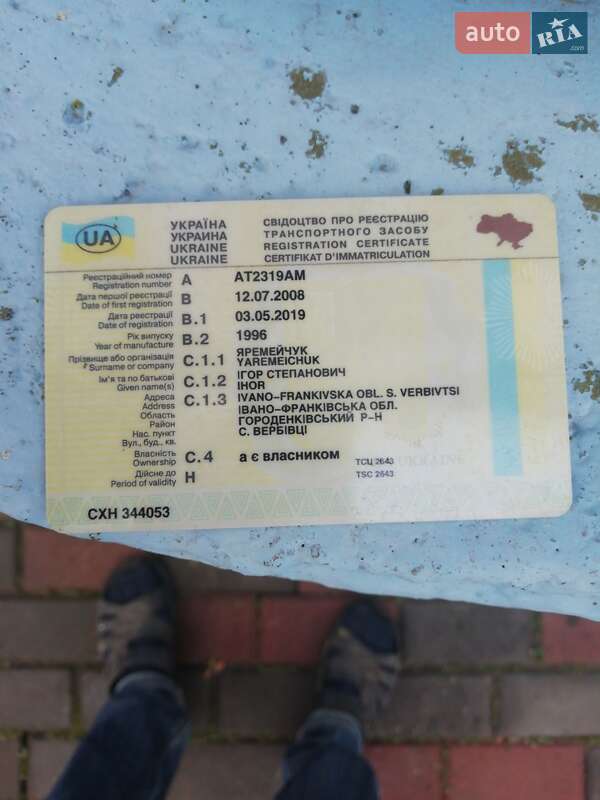 auto RIA .com
UA
УКРАЇНА
УКРАИНА
UKRAINE
UKRAINE
СВІДОЦТВО ПРО РЕЄСТРАЦІЮ
ТРАНСПОРТНОГО ЗАСОБУ
REGISTRATION CERTIFICATE
CERTIFIKAT D'IMMATRICULATION
Реєстраційний номер A AT2319AM
Registration number
Дата першої реєстрації B 12.07.2008
Date of first registration
Дата реєстрації B.1 03.05.2019
Date of registration
Рік випуску B.2 1996
Year of manufacture
Прізвище або організація C.1.1 ЯРЕМЕЙЧУК
Surname or company YAREMEICHUK
Ім'я та по батькові C.1.2 ІГОР СТЕПАНОВИЧ
Given name(s) IHOR
Адреса C.1.3 IVANO-FRANKIVSKA OBL. S. VERBIVTSI
Address ІВАНО-ФРАНКІВСЬКА ОБЛ.
Область ГОРОДЕНКІВСЬКИЙ Р-Н
Район С. ВЕРБІВЦІ
Нас. пункт
Вул., буд., кв.
Власність C.4 а є власником ТСЦ 2643
Ownership
Дійсне до H TSC 2643
Period of validity
CXH 344053